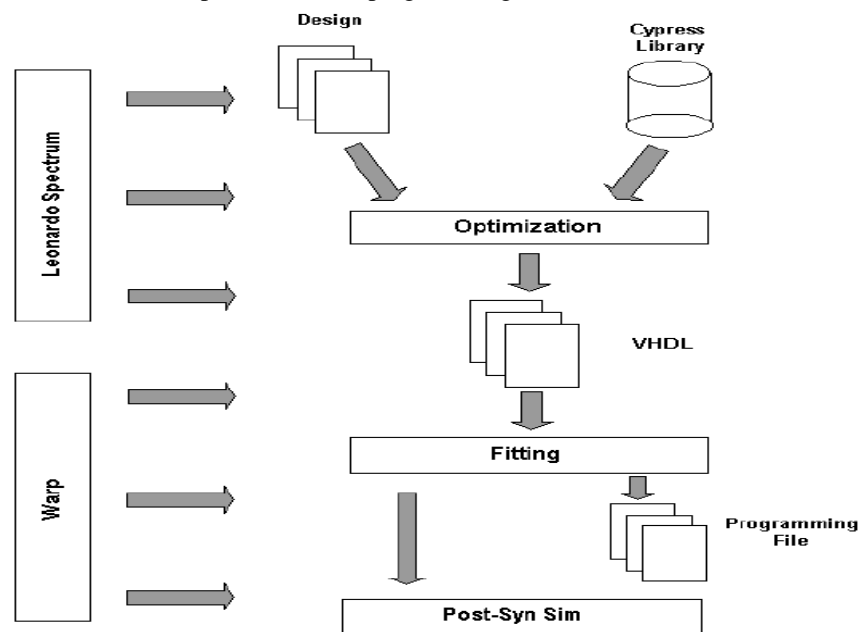 Design
Cypress
Library
Leonardo Spectrum
Optimization
VHDL
Warp
Fitting
Programming
File
Post-Syn Sim